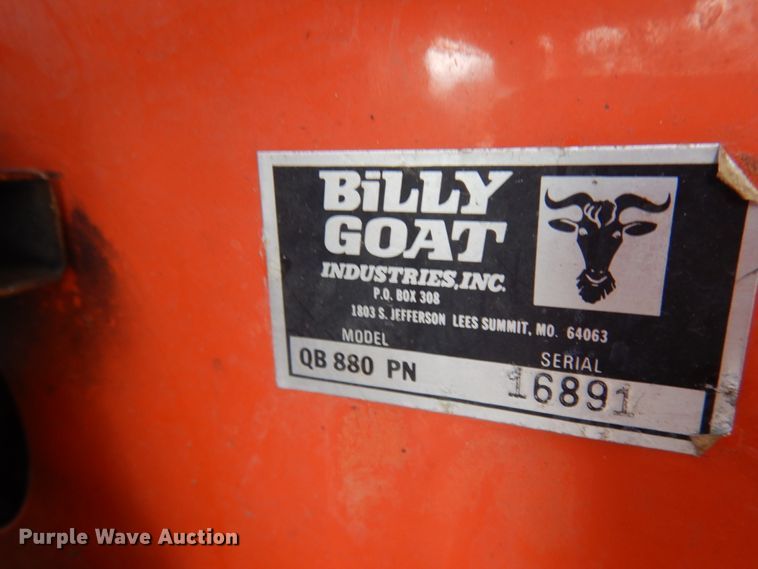 BiLLY
GOAT
INDUSTRIES, INC.
P.O. BOX 308
1803 S. JEFFERSON LEES SUMMIT, MO. 64063
MODEL SERIAL
QB 880 PN 16891
Purple Wave Auction